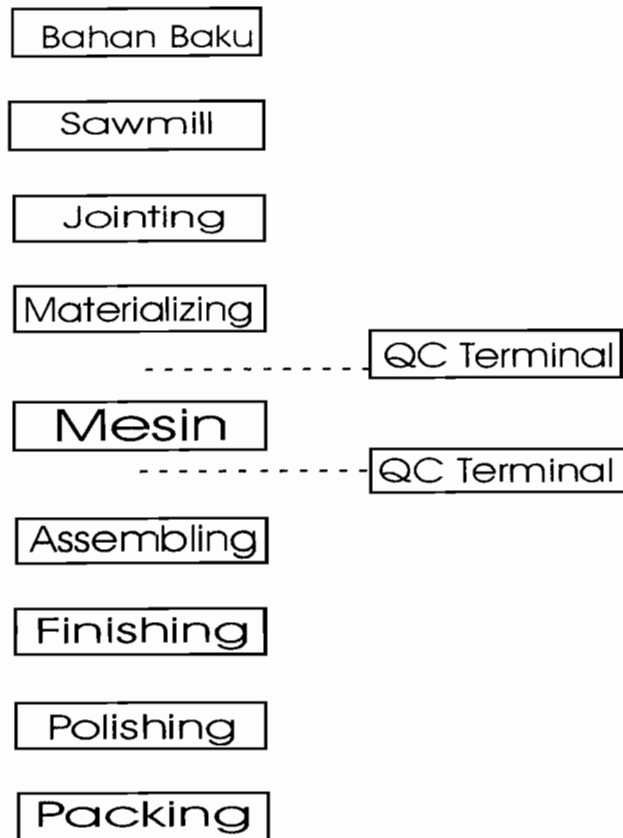 Bahan Baku
Sawmill
Jointing
Materializing
QC Terminal
Mesin
QC Terminal
Assembling
Finishing
Polishing
Packing